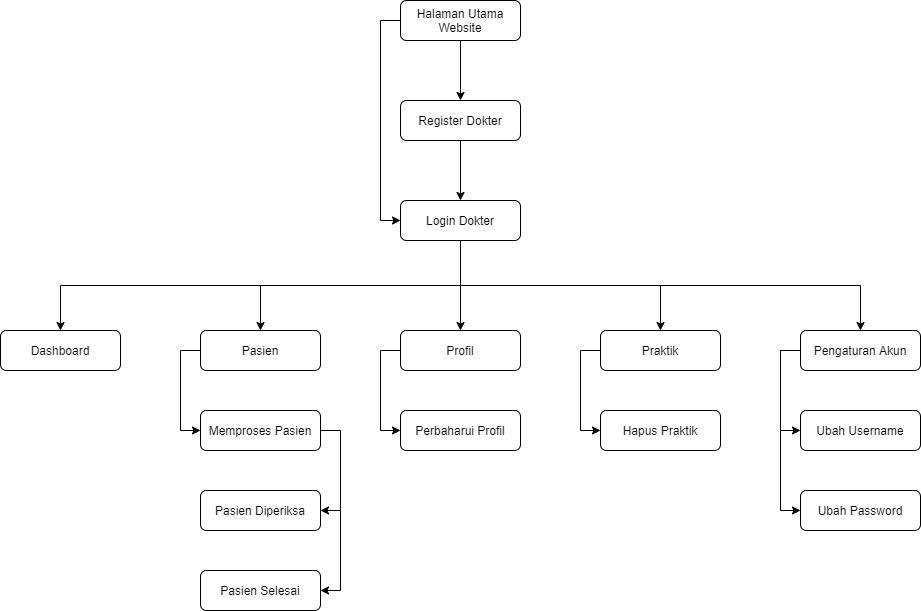 Halaman Utama
Website
Register Dokter
Login Dokter
Dashboard
Pasien
Profil
Praktik
Pengaturan Akun
Memproses Pasien
Perbaharui Profil
Hapus Praktik
Ubah Username
Pasien Diperiksa
Ubah Password
Pasien Selesai